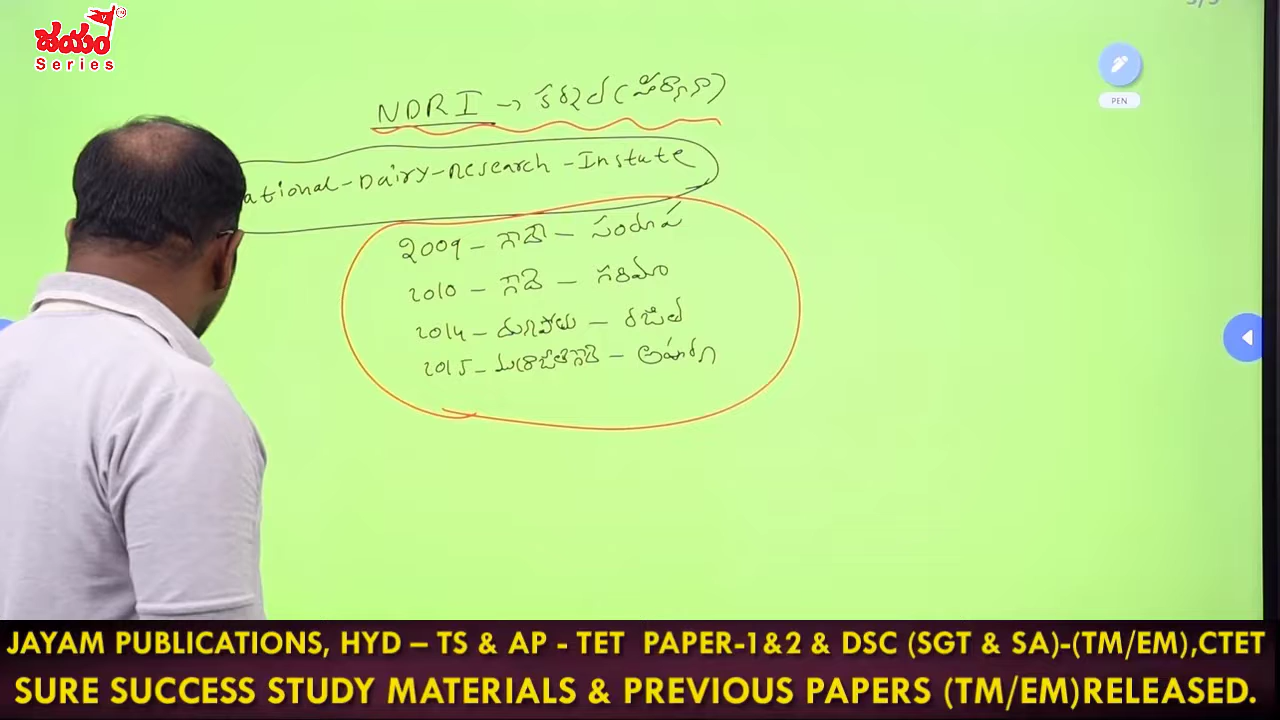 జయం
Series
PEN
NDRI → కర్నాల్ (హర్యానా)
ational-Dairy-Research-Instute
2009 - గేదె - సంరూప
2010 - గేదె - గరిమా
2014 - - రజిత
2015 -
JAYAM PUBLICATIONS, HYD – TS & AP - TET PAPER-1&2 & DSC (SGT & SA)-(TM/EM),CTET
SURE SUCCESS STUDY MATERIALS & PREVIOUS PAPERS (TM/EM)RELEASED.